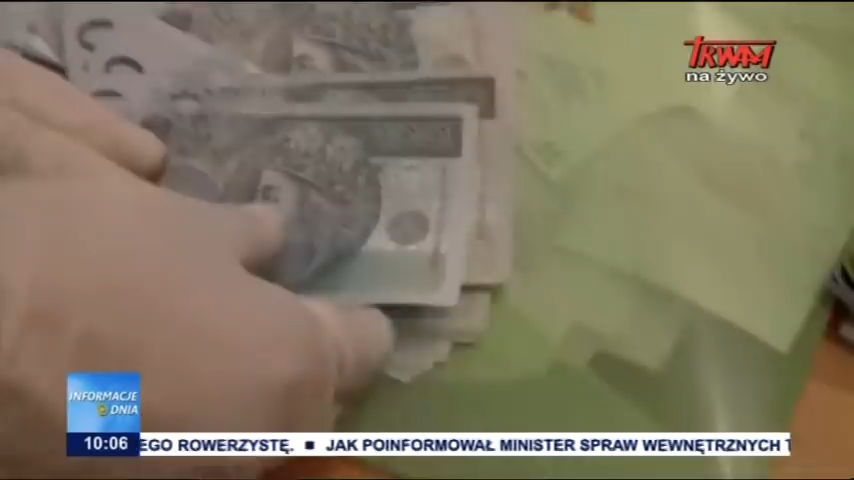 TRWAM
na żywo
INFORMACJE
DNIA
10:06
EGO ROWERZYSTĘ. ■ JAK POINFORMOWAŁ MINISTER SPRAW WEWNĘTRZNYCH